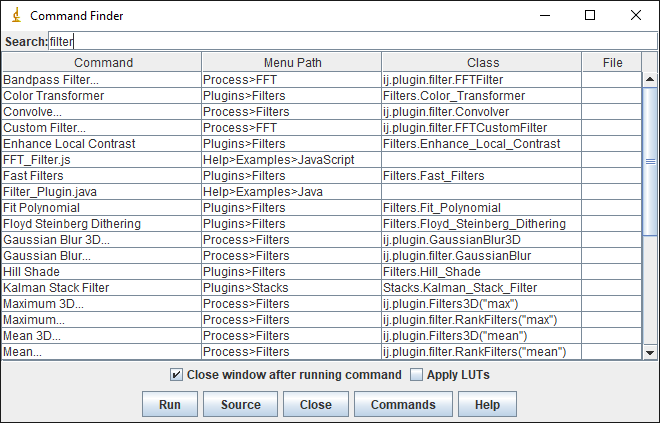 Command Finder
Search: filter
Command Menu Path Class File
Bandpass Filter... Process>FFT ij.plugin.filter.FFTFilter
Color Transformer Plugins>Filters Filters.Color_Transformer
Convolve... Process>Filters ij.plugin.filter.Convolver
Custom Filter... Process>FFT ij.plugin.filter.FFTCustomFilter
Enhance Local Contrast Plugins>Filters Filters.Enhance_Local_Contrast
FFT_Filter.js Help>Examples>JavaScript
Fast Filters Plugins>Filters Filters.Fast_Filters
Filter_Plugin.java Help>Examples>Java
Fit Polynomial Plugins>Filters Filters.Fit_Polynomial
Floyd Steinberg Dithering Plugins>Filters Filters.Floyd_Steinberg_Dithering
Gaussian Blur 3D... Process>Filters ij.plugin.GaussianBlur3D
Gaussian Blur... Process>Filters ij.plugin.filter.GaussianBlur
Hill Shade Plugins>Filters Filters.Hill_Shade
Kalman Stack Filter Plugins>Stacks Stacks.Kalman_Stack_Filter
Maximum 3D... Process>Filters ij.plugin.Filters3D("max")
Maximum... Process>Filters ij.plugin.filter.RankFilters("max")
Mean 3D... Process>Filters ij.plugin.Filters3D("mean")
Mean... Process>Filters ij.plugin.filter.RankFilters("mean")
Close window after running command Apply LUTs
Run Source Close Commands Help